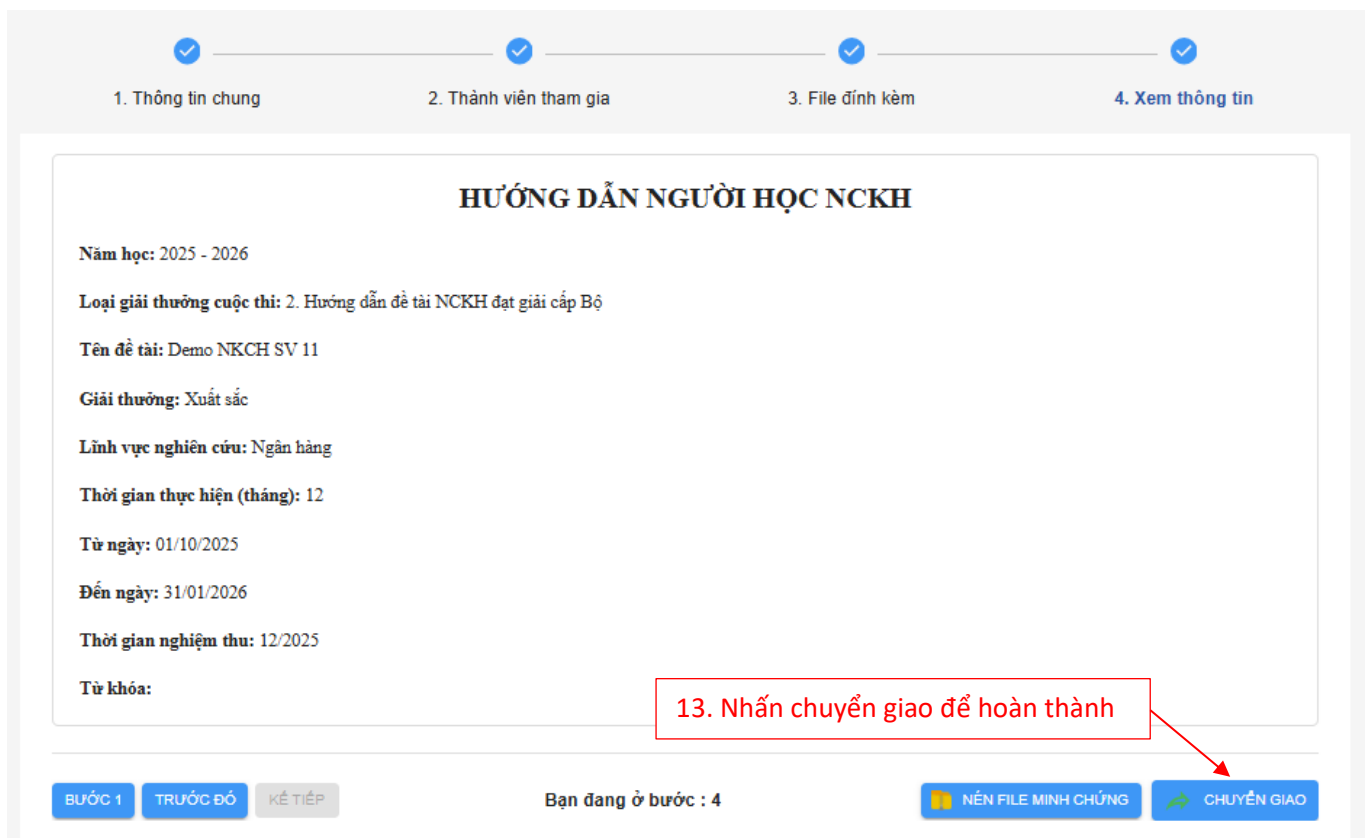 1. Thông tin chung
2. Thành viên tham gia
3. File đính kèm
4. Xem thông tin
HƯỚNG DẪN NGƯỜI HỌC NCKH
Năm học: 2025 - 2026
Loại giải thưởng cuộc thi: 2. Hướng dẫn đề tài NCKH đạt giải cấp Bộ
Tên đề tài: Demo NKCH SV 11
Giải thưởng: Xuất sắc
Lĩnh vực nghiên cứu: Ngân hàng
Thời gian thực hiện (tháng): 12
Từ ngày: 01/10/2025
Đến ngày: 31/01/2026
Thời gian nghiệm thu: 12/2025
Từ khóa:
13. Nhấn chuyển giao để hoàn thành
BƯỚC 1
TRƯỚC ĐÓ
KẾ TIẾP
Bạn đang ở bước : 4
NÉN FILE MINH CHỨNG
CHUYỂN GIAO